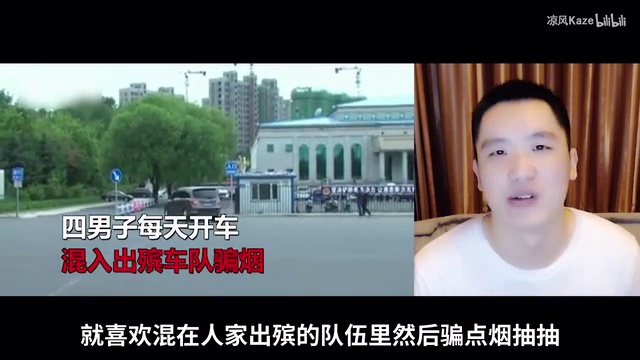 凉风Kaze bilibili
四男子每天开车
混入出殡车队骗烟
就喜欢混在人家出殡的队伍里然后骗点烟抽抽